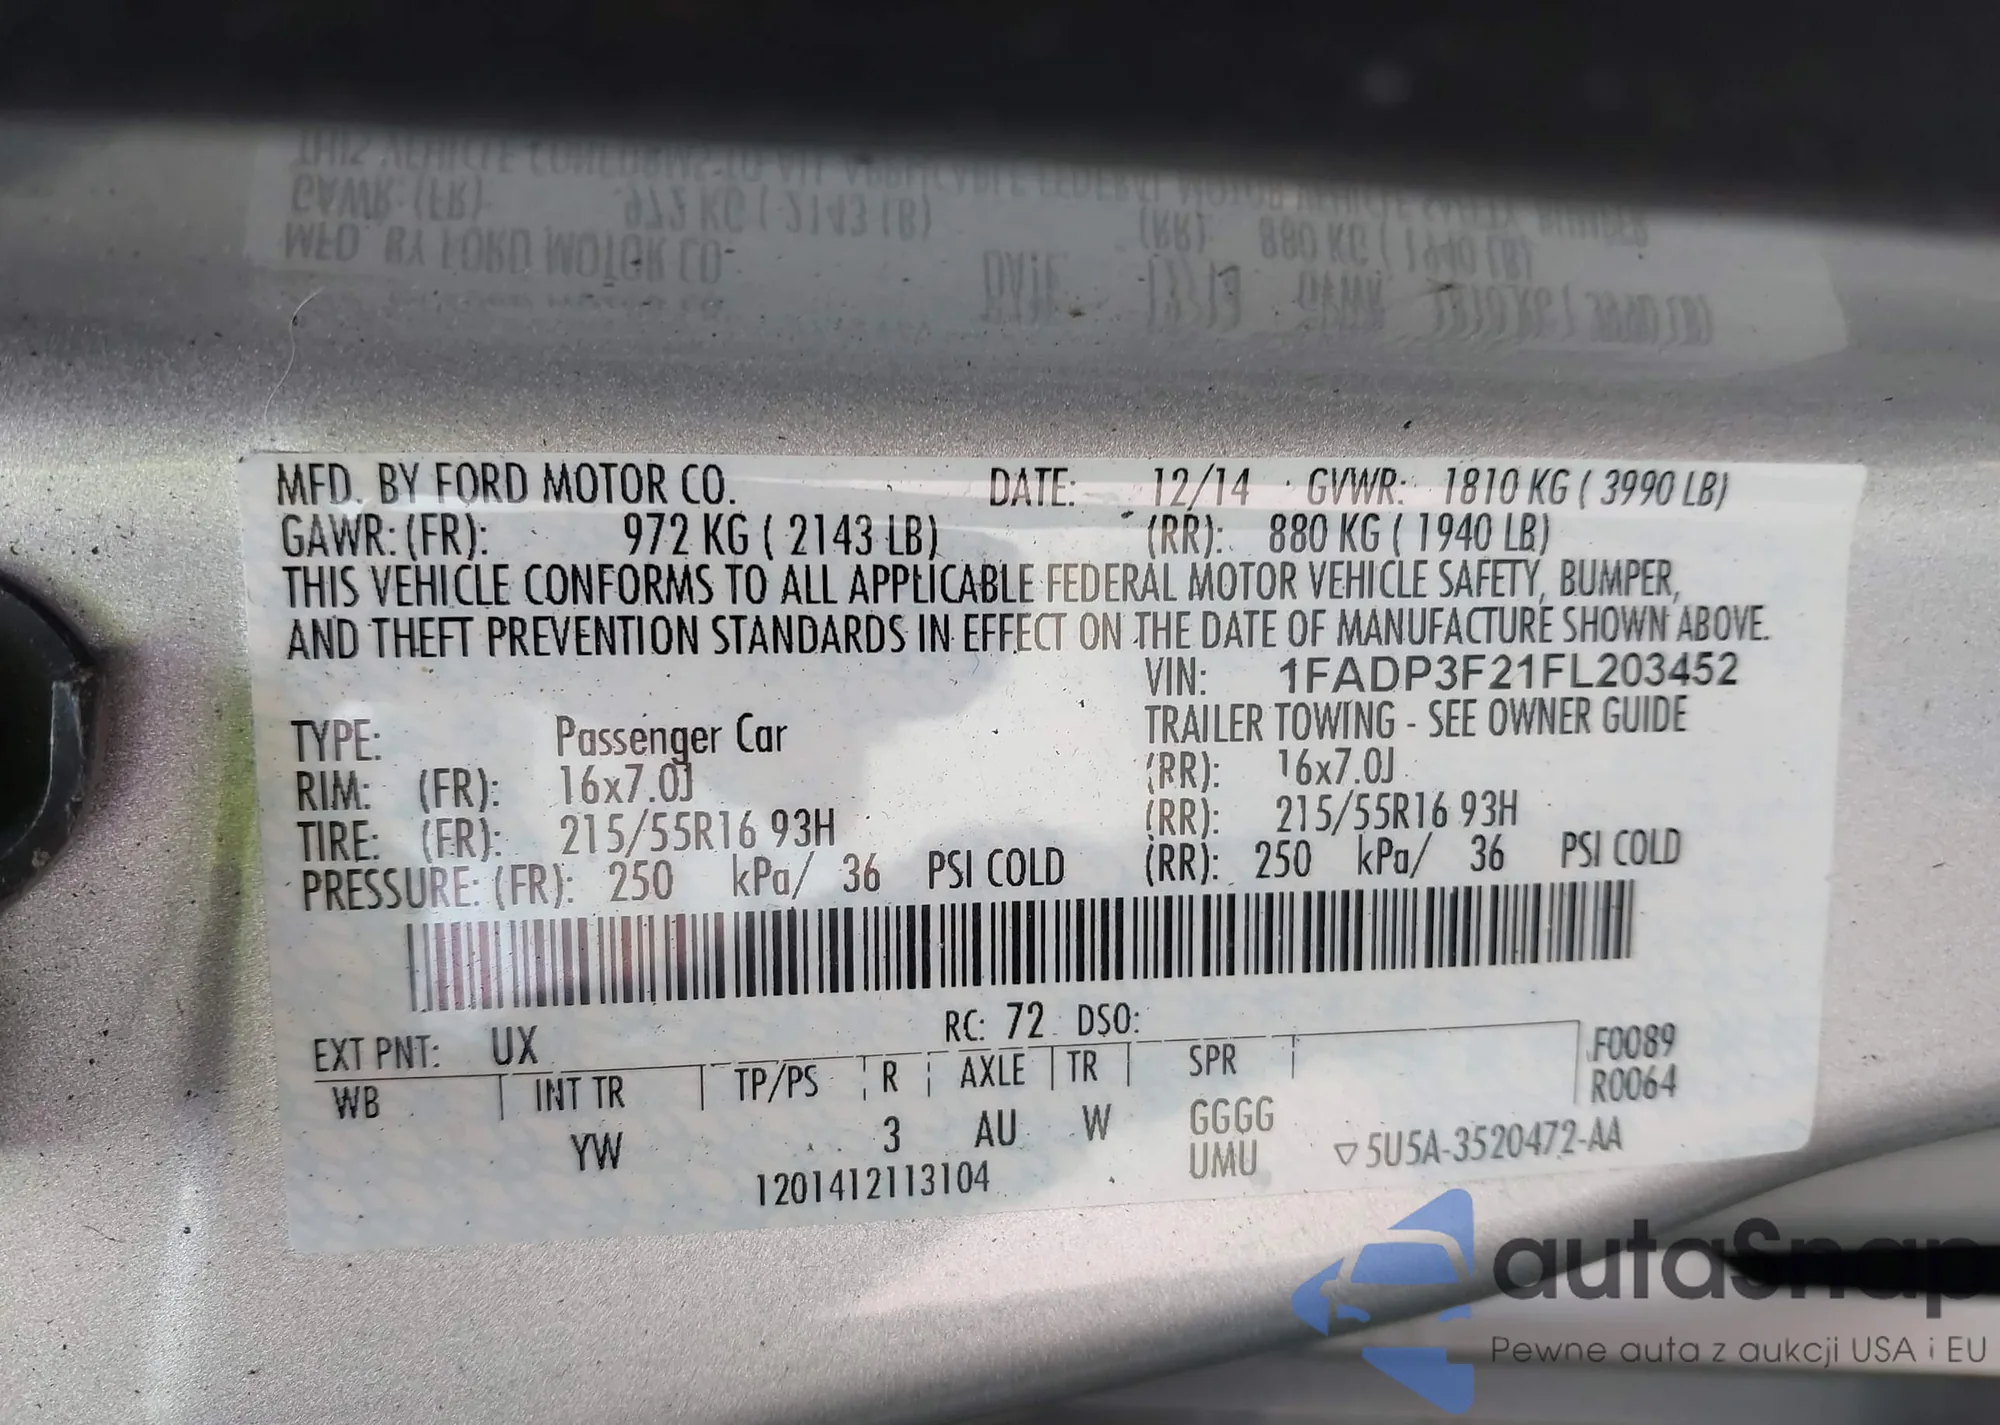 MFD. BY FORD MOTOR CO. DATE: 12/14 GVWR: 1810 KG ( 3990 LB)
GAWR: (FR): 972 KG ( 2143 LB) (RR): 880 KG ( 1940 LB)
THIS VEHICLE CONFORMS TO ALL APPLICABLE FEDERAL MOTOR VEHICLE SAFETY, BUMPER,
AND THEFT PREVENTION STANDARDS IN EFFECT ON THE DATE OF MANUFACTURE SHOWN ABOVE.
VIN: 1FADP3F21FL203452
TYPE: Passenger Car TRAILER TOWING - SEE OWNER GUIDE
RIM: (FR): 16x7.0J (RR): 16x7.0J
TIRE: (FR): 215/55R16 93H (RR): 215/55R16 93H
PRESSURE: (FR): 250 kPa/ 36 PSI COLD (RR): 250 kPa/ 36 PSI COLD
EXT PNT: UX RC: 72 DSO: F0089
WB INT TR TP/PS R AXLE TR SPR R0064
YW 3 AU W GGGG
UMU ▽5U5A-3520472-AA
1201412113104
autaSnap
Pewne auta z aukcji USA i EU